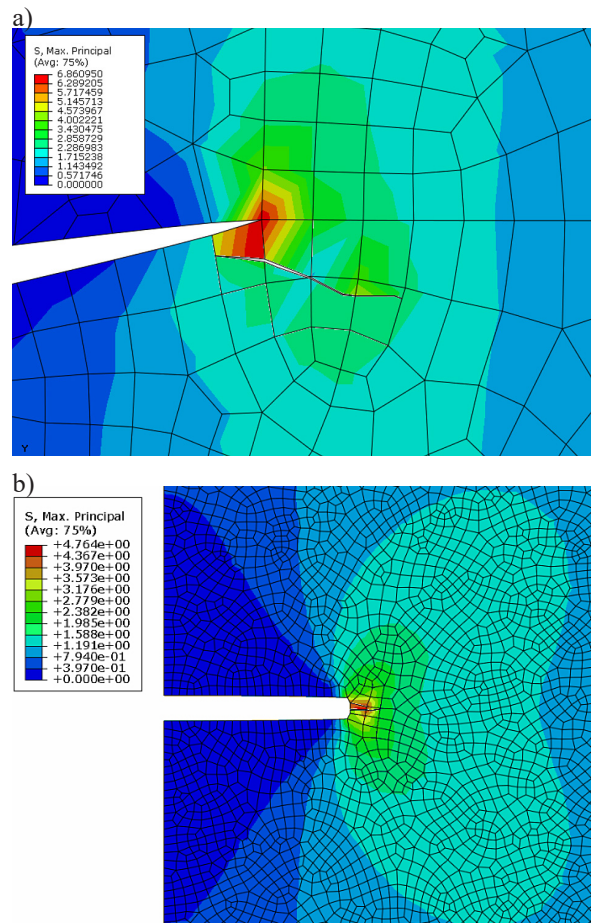 a)
S, Max. Principal
(Avg: 75%)
6.860950
6.289205
5.717459
5.145713
4.573967
4.002221
3.430475
2.858729
2.286983
1.715238
1.143492
0.571746
0.000000
Y
b)
S, Max. Principal
(Avg: 75%)
+4.764e+00
+4.367e+00
+3.970e+00
+3.573e+00
+3.176e+00
+2.779e+00
+2.382e+00
+1.985e+00
+1.588e+00
+1.191e+00
+7.940e-01
+3.970e-01
+0.000e+00